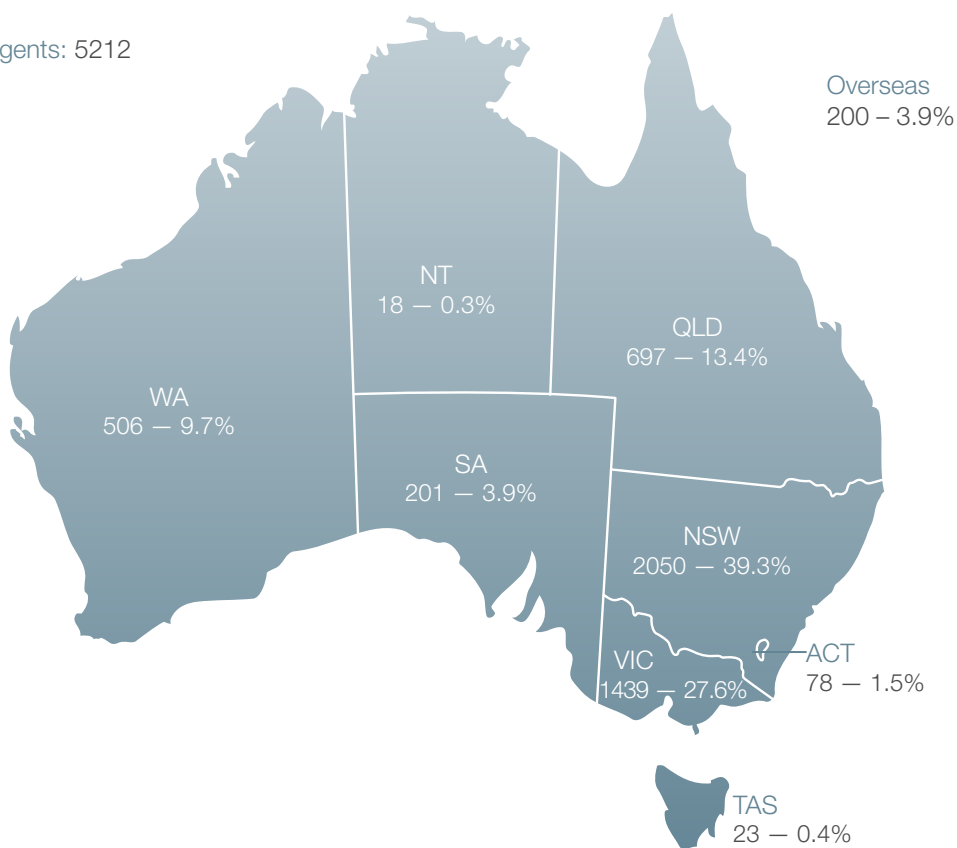 gents: 5212
Overseas
200 – 3.9%
NT
18 — 0.3%
QLD
697 — 13.4%
WA
506 — 9.7%
SA
201 — 3.9%
NSW
2050 — 39.3%
VIC
1439 — 27.6%
ACT
78 — 1.5%
TAS
23 — 0.4%